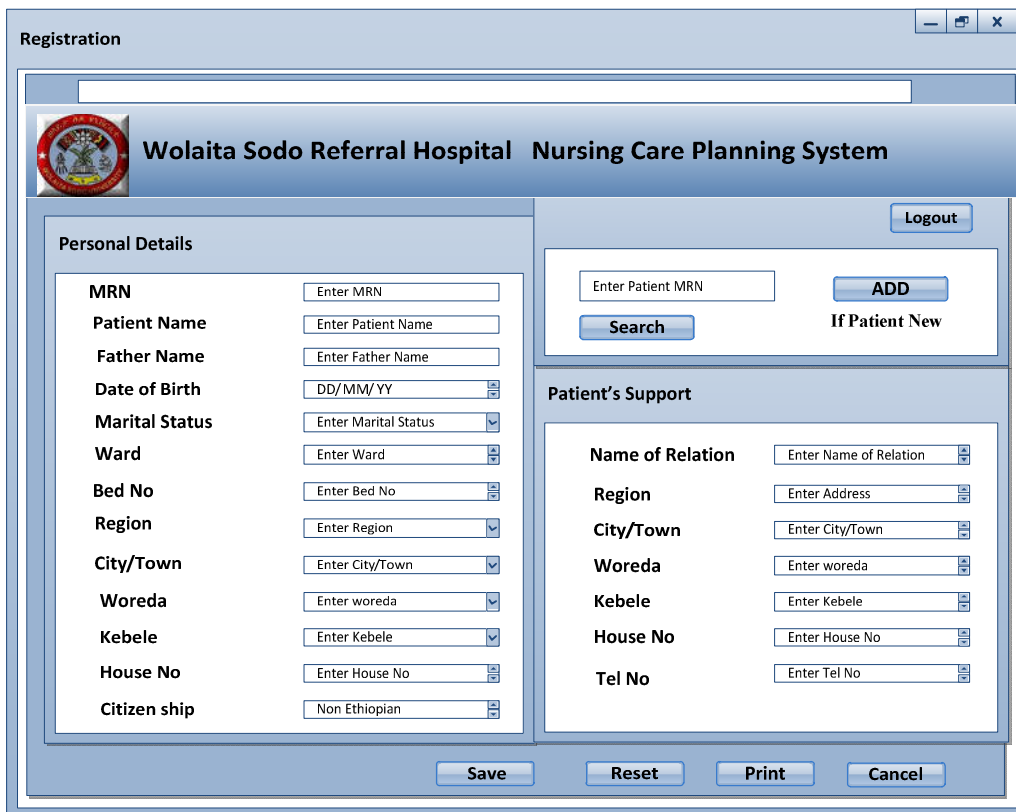 Registration
Wolaita Sodo Referral Hospital Nursing Care Planning System
Logout
Personal Details
MRN Enter MRN
Patient Name Enter Patient Name
Father Name Enter Father Name
Date of Birth DD/MM/YY
Marital Status Enter Marital Status
Ward Enter Ward
Bed No Enter Bed No
Region Enter Region
City/Town Enter City/Town
Woreda Enter woreda
Kebele Enter Kebele
House No Enter House No
Citizen ship Non Ethiopian
Enter Patient MRN ADD
Search If Patient New
Patient’s Support
Name of Relation Enter Name of Relation
Region Enter Address
City/Town Enter City/Town
Woreda Enter woreda
Kebele Enter Kebele
House No Enter House No
Tel No Enter Tel No
Save Reset Print Cancel